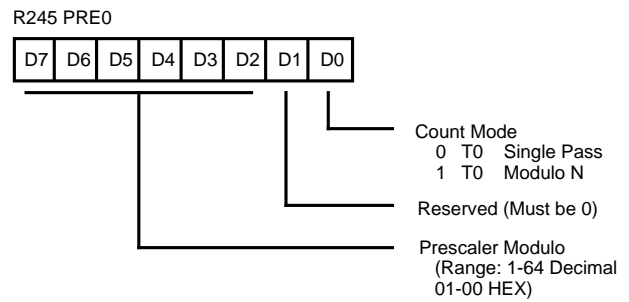 R245 PRE0
D7 D6 D5 D4 D3 D2 D1 D0
Count Mode
0 T0 Single Pass
1 T0 Modulo N
Reserved (Must be 0)
Prescaler Modulo
(Range: 1-64 Decimal
01-00 HEX)